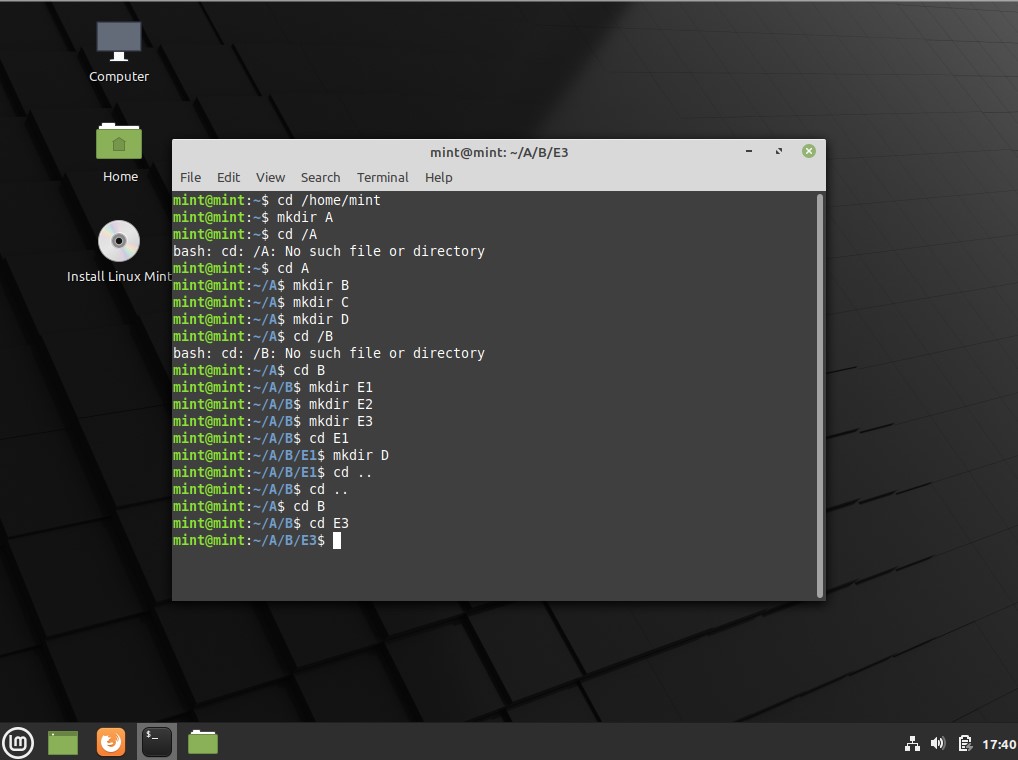 Computer
Home
Install Linux Mint
mint@mint: ~/A/B/E3
File Edit View Search Terminal Help
mint@mint:~$ cd /home/mint
mint@mint:~$ mkdir A
mint@mint:~$ cd /A
bash: cd: /A: No such file or directory
mint@mint:~$ cd A
mint@mint:~/A$ mkdir B
mint@mint:~/A$ mkdir C
mint@mint:~/A$ mkdir D
mint@mint:~/A$ cd /B
bash: cd: /B: No such file or directory
mint@mint:~/A$ cd B
mint@mint:~/A/B$ mkdir E1
mint@mint:~/A/B$ mkdir E2
mint@mint:~/A/B$ mkdir E3
mint@mint:~/A/B$ cd E1
mint@mint:~/A/B/E1$ mkdir D
mint@mint:~/A/B/E1$ cd ..
mint@mint:~/A/B$ cd ..
mint@mint:~/A$ cd B
mint@mint:~/A/B$ cd E3
mint@mint:~/A/B/E3$
$_
17:40